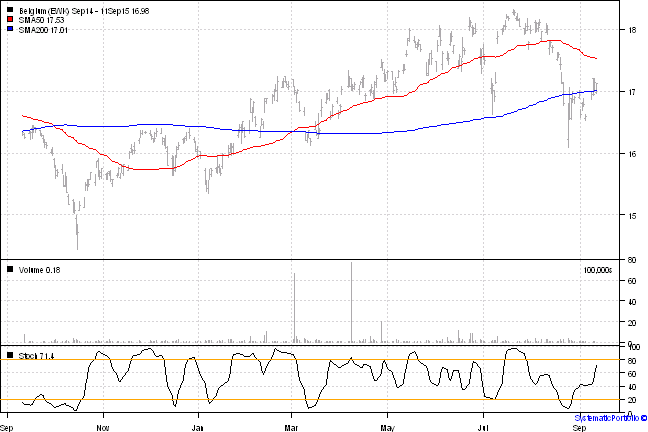 Belgium (EWK) Sep14 - 11Sep15 16.98
SMA50 17.53
SMA200 17.01
18
17
16
15
Volume 0.18
100,000s
80
60
40
20
0
Stoch 71.4
100
80
60
40
20
0
Sep Nov Jan Mar May Jul Sep
SystematicPortfolio ©